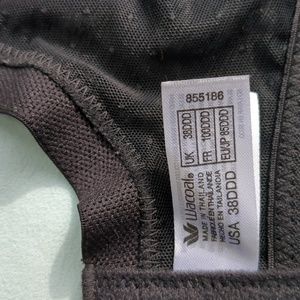 855186
UK 38DDD
FR 100DDD
EU/JP 85DDD
wacoal
MADE IN THAILAND
FABRIQUÉ EN THAÏLANDE
HECHO EN TAILANDIA
USA 38DDD